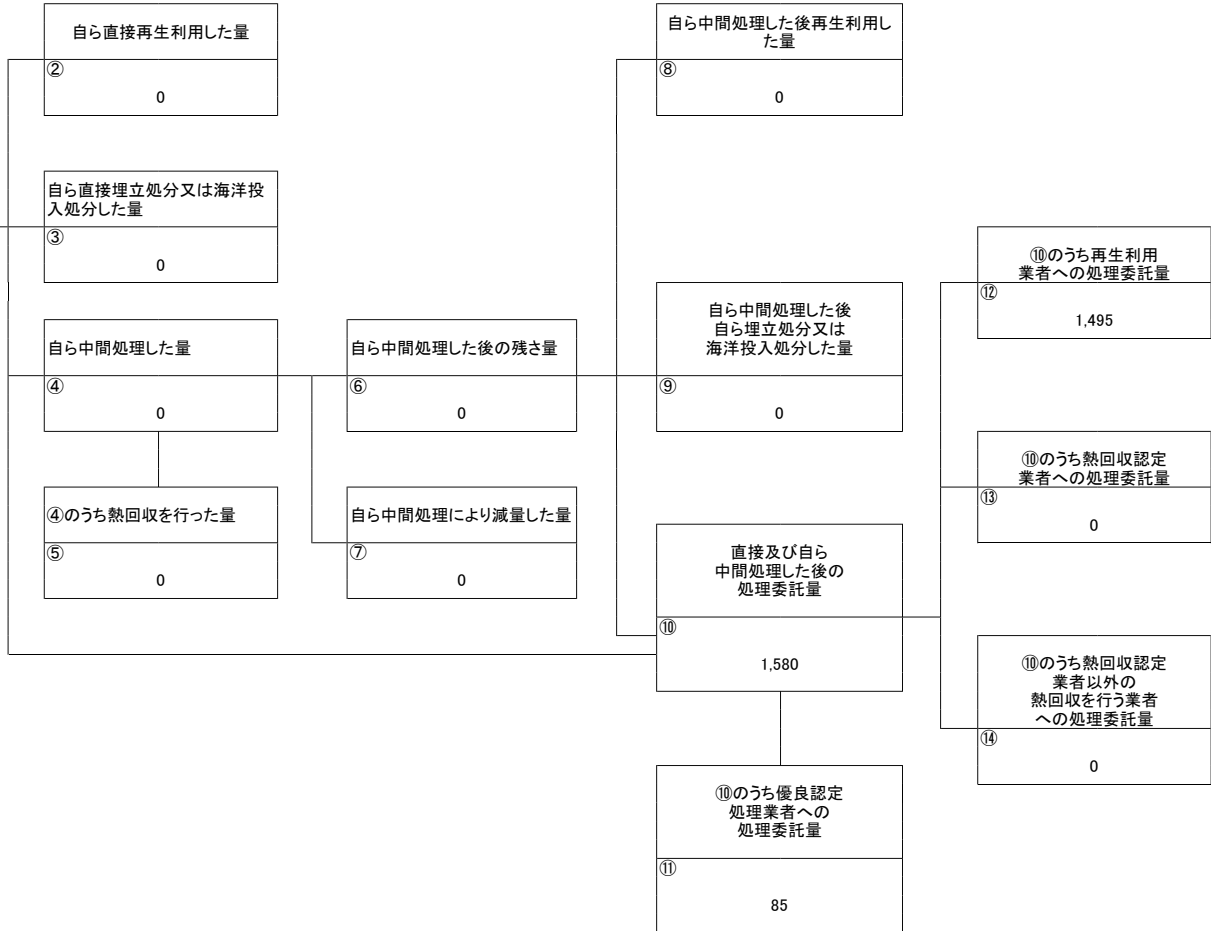 自ら直接再生利用した量
②
0
自ら直接埋立処分又は海洋投
入処分した量
③
0
自ら中間処理した量
④
0
④のうち熱回収を行った量
⑤
0
自ら中間処理した後の残さ量
⑥
0
自ら中間処理により減量した量
⑦
0
自ら中間処理した後再生利用し
た量
⑧
0
自ら中間処理した後
自ら埋立処分又は
海洋投入処分した量
⑨
0
直接及び自ら
中間処理した後の
処理委託量
⑩
1,580
⑩のうち優良認定
処理業者への
処理委託量
⑪
85
⑩のうち再生利用
業者への処理委託量
⑫
1,495
⑩のうち熱回収認定
業者への処理委託量
⑬
0
⑩のうち熱回収認定
業者以外の
熱回収を行う業者
への処理委託量
⑭
0